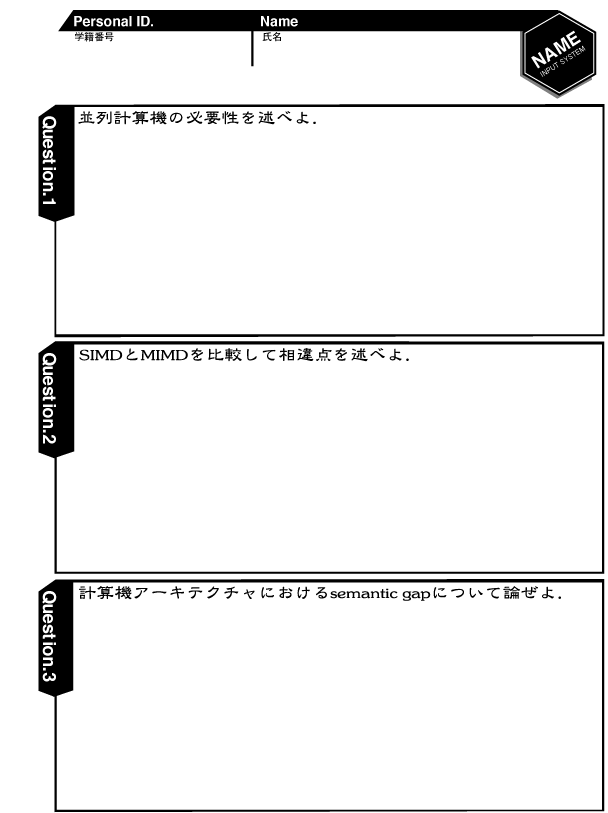 Personal ID. Name
学籍番号 氏名
NAME
INPUT SYSTEM
Question.1
並列計算機の必要性を述べよ．
Question.2
SIMDとMIMDを比較して相違点を述べよ．
Question.3
計算機アーキテクチャにおけるsemantic gapについて論ぜよ．